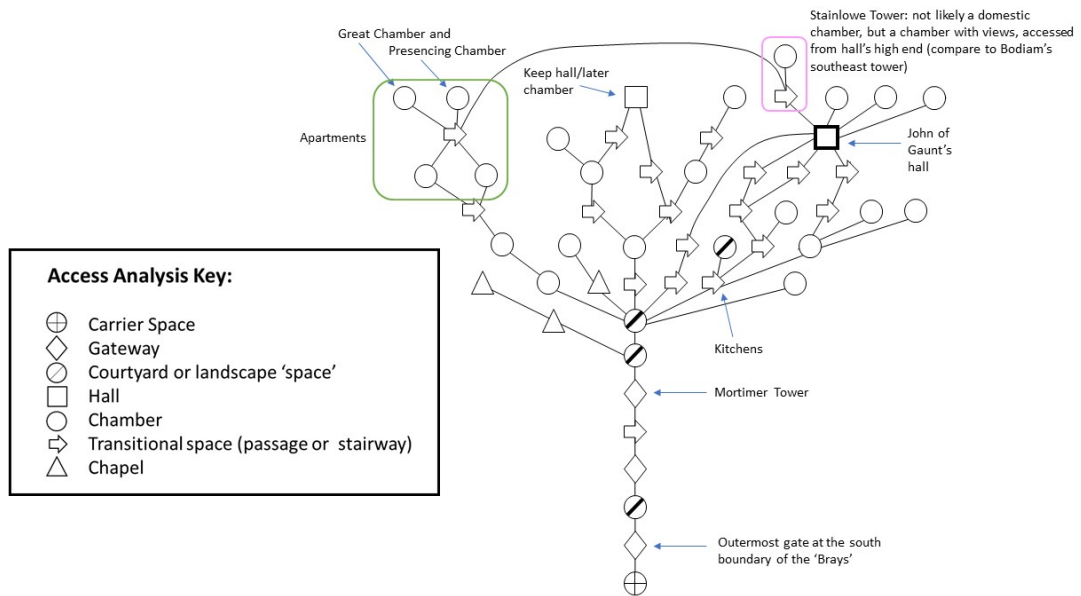 Stainlowe Tower: not likely a domestic
chamber, but a chamber with views, accessed
from hall's high end (compare to Bodiam's
southeast tower)
Great Chamber and
Presencing Chamber
Keep hall/later
chamber
Apartments
John of
Gaunt's
hall
Access Analysis Key:
Carrier Space
Gateway
Courtyard or landscape 'space'
Hall
Chamber
Transitional space (passage or stairway)
Chapel
Kitchens
Mortimer Tower
Outermost gate at the south
boundary of the 'Brays'